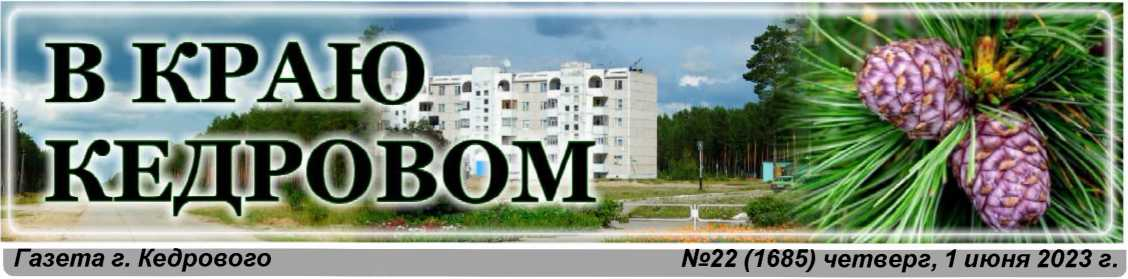 В КРАЮ
КЕДРОВОМ
Газета г. Кедрового
№22 (1685) четверг, 1 июня 2023 г.